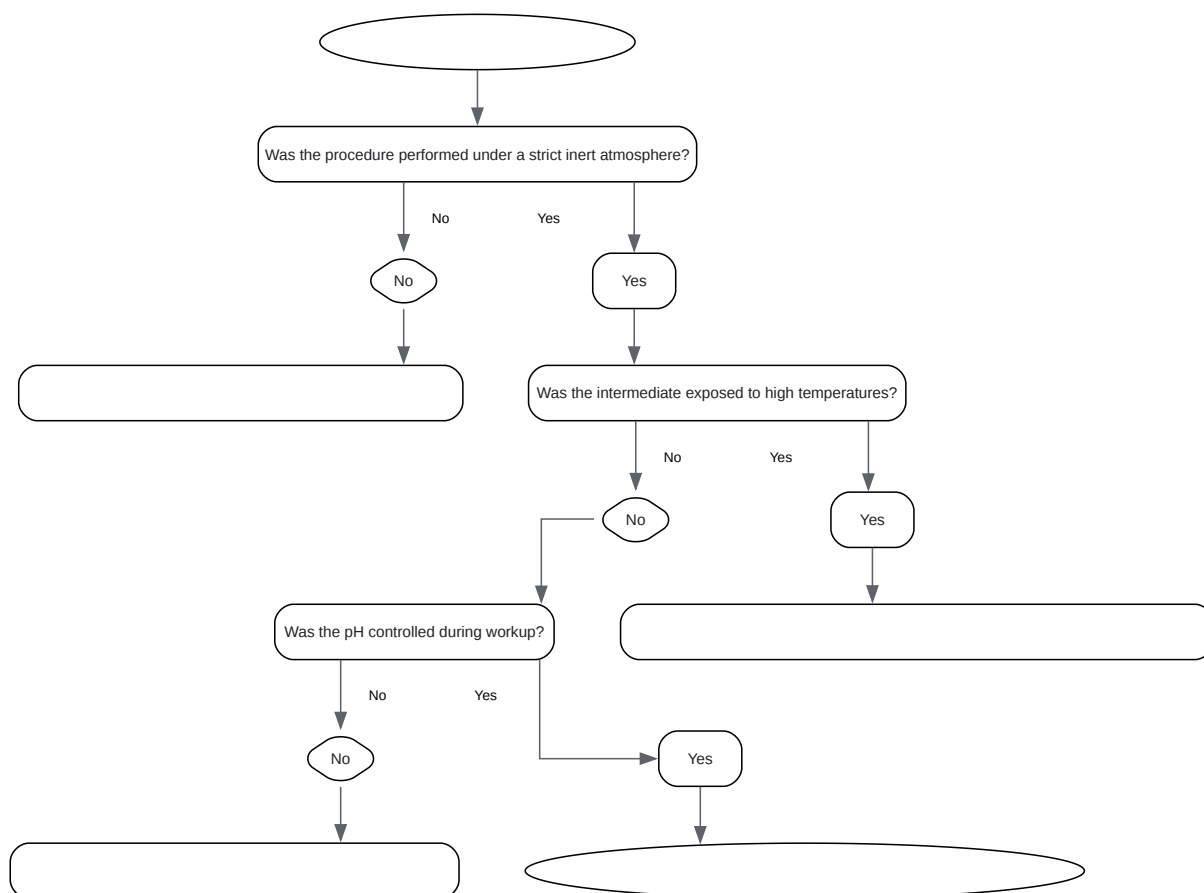 Was the procedure performed under a strict inert atmosphere?
No
Yes
No
Yes
Was the intermediate exposed to high temperatures?
No
Yes
No
Yes
Was the pH controlled during workup?
No
Yes
No
Yes